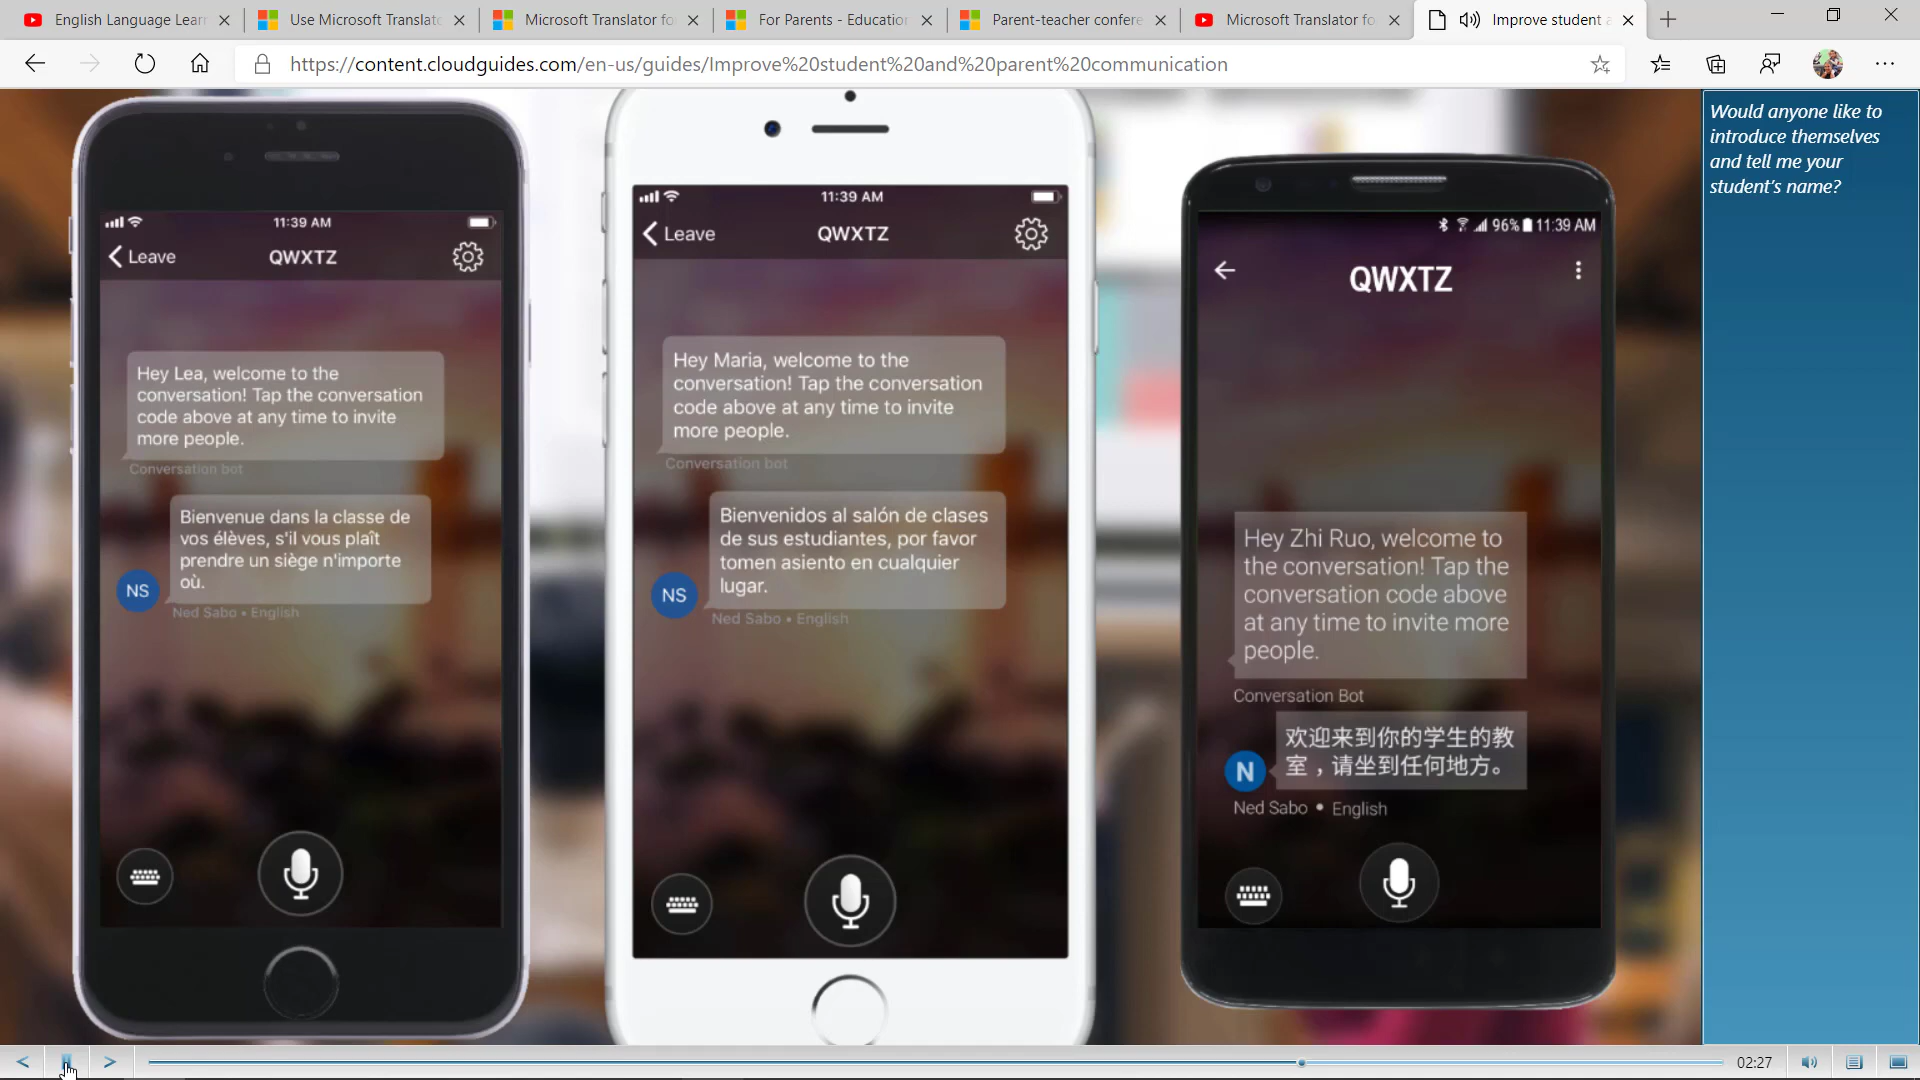 English Language Lear
Use Microsoft Translate
Microsoft Translator fo
For Parents - Education
Parent-teacher confere
Microsoft Translator fo
Improve student a
https://content.cloudguides.com/en-us/guides/Improve%20student%20and%20parent%20communication
11:39 AM
Leave
QWXTZ
Hey Lea, welcome to the
conversation! Tap the conversation
code above at any time to invite
more people.
Conversation bot
Bienvenue dans la classe de
vos élèves, s'il vous plaît
prendre un siège n'importe
où.
NS
Ned Sabo • English
11:39 AM
Leave
QWXTZ
Hey Maria, welcome to the
conversation! Tap the conversation
code above at any time to invite
more people.
Conversation bot
Bienvenidos al salón de clases
de sus estudiantes, por favor
tomen asiento en cualquier
lugar.
NS
Ned Sabo • English
96% 11:39 AM
QWXTZ
Hey Zhi Ruo, welcome to
the conversation! Tap the
conversation code above
at any time to invite more
people.
Conversation Bot
欢迎来到你的学生的教
室，请坐到任何地方。
N
Ned Sabo • English
Would anyone like to
introduce themselves
and tell me your
student's name?
02:27